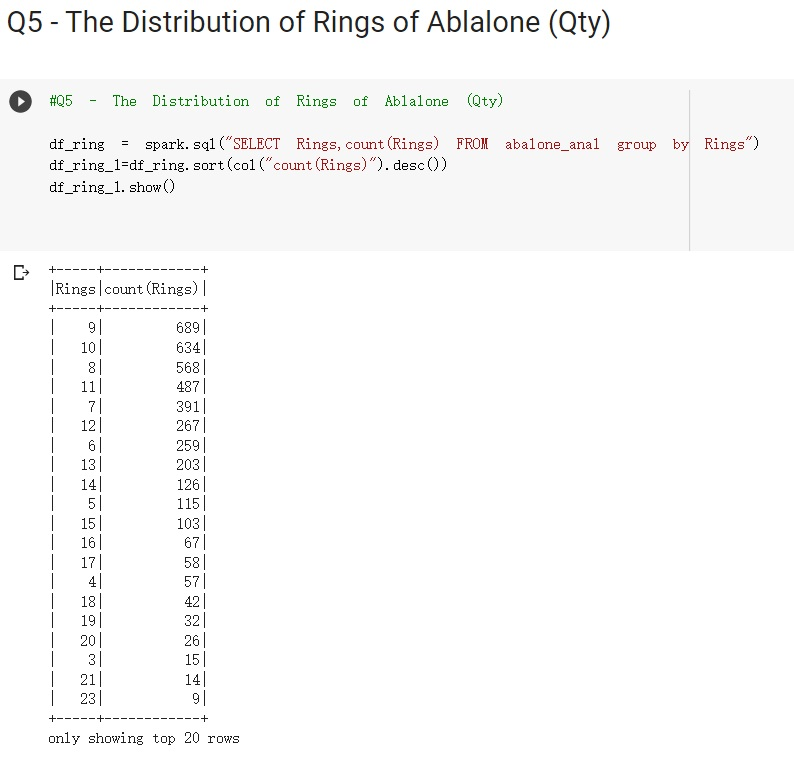 Q5 - The Distribution of Rings of Ablalone (Qty)
#Q5 - The Distribution of Rings of Ablalone (Qty)
df_ring = spark.sql("SELECT Rings,count(Rings) FROM abalone_anal group by Rings")
df_ring_1=df_ring.sort(col("count(Rings)").desc())
df_ring_1.show()
+-----+------------+
|Rings|count(Rings)|
+-----+------------+
|    9|         689|
|   10|         634|
|    8|         568|
|   11|         487|
|    7|         391|
|   12|         267|
|    6|         259|
|   13|         203|
|   14|         126|
|    5|         115|
|   15|         103|
|   16|          67|
|   17|          58|
|    4|          57|
|   18|          42|
|   19|          32|
|   20|          26|
|    3|          15|
|   21|          14|
|   23|           9|
+-----+------------+
only showing top 20 rows